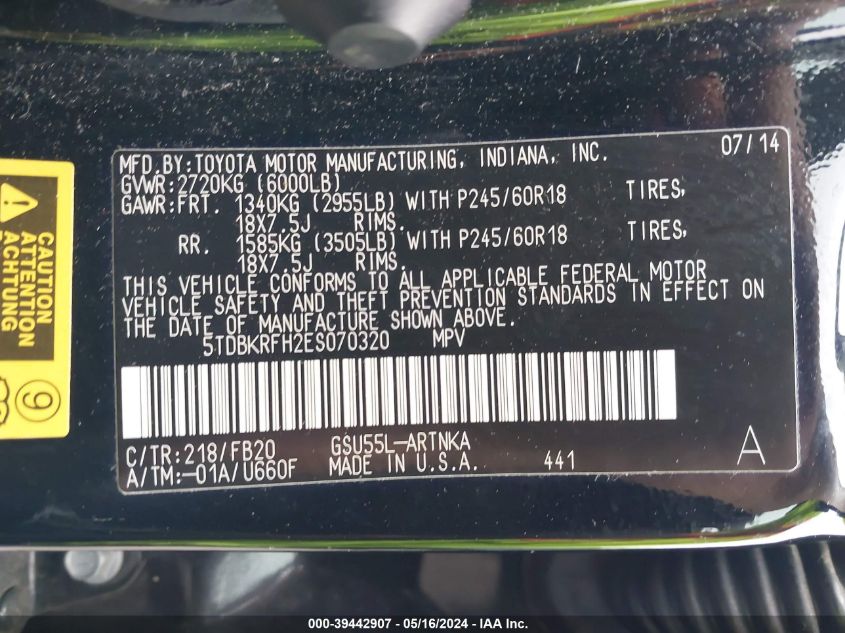 MFD.BY:TOYOTA MOTOR MANUFACTURING, INDIANA, INC. 07/14
GVWR:2720KG (6000LB)
GAWR:FRT. 1340KG (2955LB) WITH P245/60R18 TIRES,
18X7.5J RIMS.
RR. 1585KG (3505LB) WITH P245/60R18 TIRES,
18X7.5J RIMS.
THIS VEHICLE CONFORMS TO ALL APPLICABLE FEDERAL MOTOR
VEHICLE SAFETY AND THEFT PREVENTION STANDARDS IN EFFECT ON
THE DATE OF MANUFACTURE SHOWN ABOVE.
5TDBKRFH2ES070320 MPV
C/TR:218/FB20 GSU55L-ARTNKA
A/TM:-01A/U660F MADE IN U.S.A. 441 A
CAUTION
ATTENTION
ACHTUNG
9
000-39442907 - 05/16/2024 - IAA Inc.